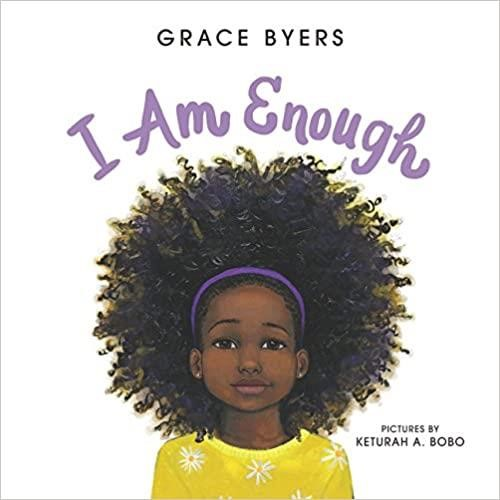 GRACE BYERS
I Am Enough
PICTURES BY
KETURAH A. BOBO